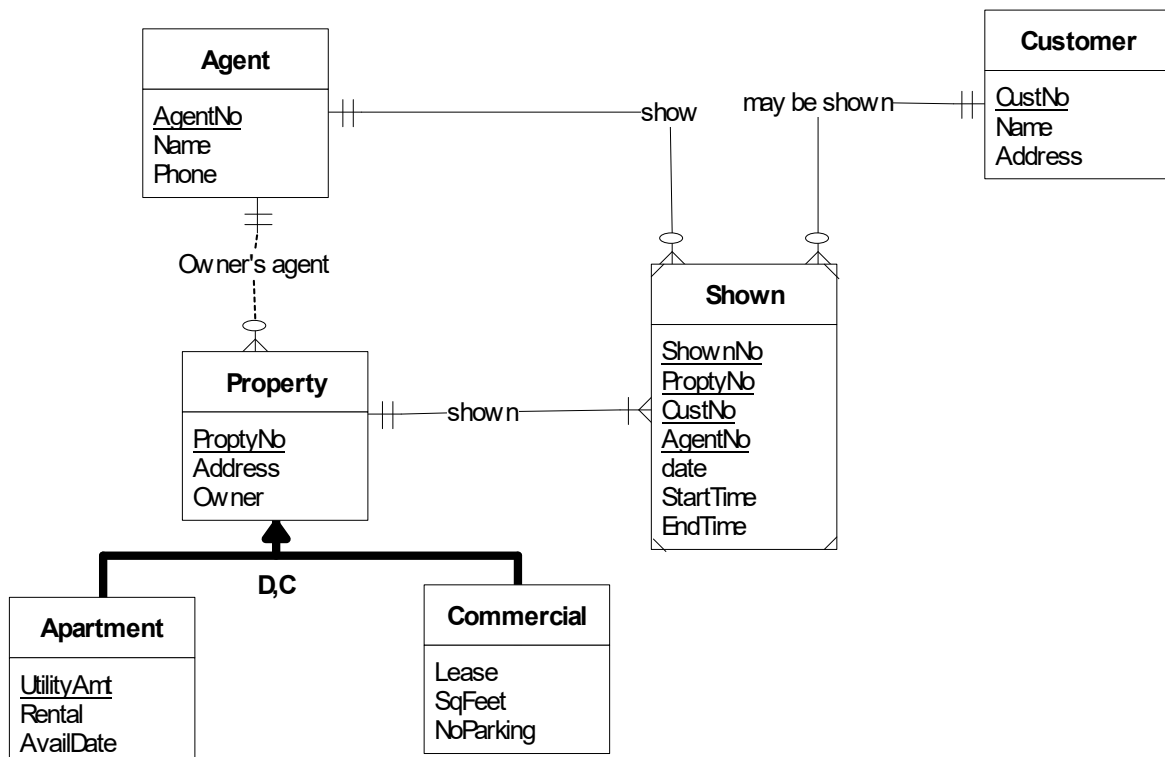 Agent
AgentNo
Name
Phone
Customer
CustNo
Name
Address
show
may be shown
Owner's agent
Property
ProptyNo
Address
Owner
shown
Shown
ShownNo
ProptyNo
CustNo
AgentNo
date
StartTime
EndTime
D,C
Apartment
UtilityAmt
Rental
AvailDate
Commercial
Lease
SqFeet
NoParking